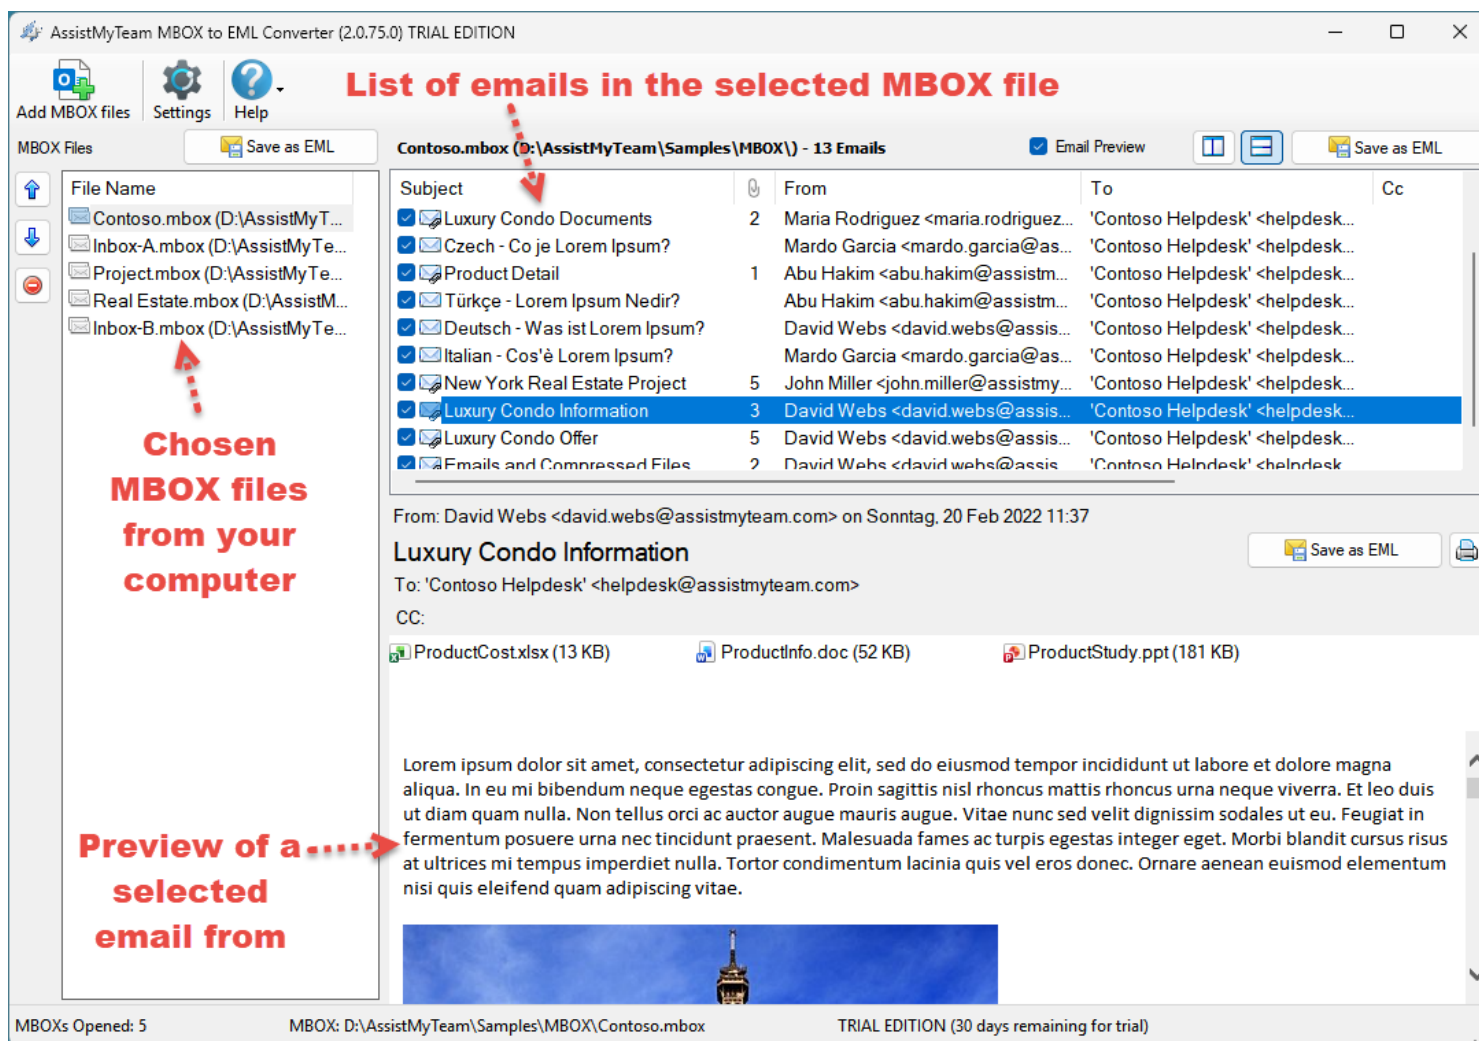 AssistMyTeam MBOX to EML Converter (2.0.75.0) TRIAL EDITION
Add MBOX files
Settings
Help
List of emails in the selected MBOX file
MBOX Files
Save as EML
Contoso.mbox (D:\AssistMyTeam\Samples\MBOX\) - 13 Emails
Email Preview
Save as EML
File Name
Contoso.mbox (D:\AssistMyT...
Inbox-A.mbox (D:\AssistMyTe...
Project.mbox (D:\AssistMyTe...
Real Estate.mbox (D:\AssistM...
Inbox-B.mbox (D:\AssistMyTe...
Chosen
MBOX files
from your
computer
Subject From To Cc
Luxury Condo Documents 2 Maria Rodriguez <maria.rodriguez... 'Contoso Helpdesk' <helpdesk...
Czech - Co je Lorem Ipsum? Mardo Garcia <mardo.garcia@as... 'Contoso Helpdesk' <helpdesk...
Product Detail 1 Abu Hakim <abu.hakim@assistm... 'Contoso Helpdesk' <helpdesk...
Türkçe - Lorem Ipsum Nedir? Abu Hakim <abu.hakim@assistm... 'Contoso Helpdesk' <helpdesk...
Deutsch - Was ist Lorem Ipsum? David Webs <david.webs@assis... 'Contoso Helpdesk' <helpdesk...
Italian - Cos'è Lorem Ipsum? Mardo Garcia <mardo.garcia@as... 'Contoso Helpdesk' <helpdesk...
New York Real Estate Project 5 John Miller <john.miller@assistmy... 'Contoso Helpdesk' <helpdesk...
Luxury Condo Information 3 David Webs <david.webs@assis... 'Contoso Helpdesk' <helpdesk...
Luxury Condo Offer 5 David Webs <david.webs@assis... 'Contoso Helpdesk' <helpdesk...
Emails and Compressed Files 2 David Webs <david.webs@assis 'Contoso Helpdesk' <helpdesk
From: David Webs <david.webs@assistmyteam.com> on Sonntag, 20 Feb 2022 11:37
Luxury Condo Information
Save as EML
To: 'Contoso Helpdesk' <helpdesk@assistmyteam.com>
CC:
ProductCost.xlsx (13 KB) ProductInfo.doc (52 KB) ProductStudy.ppt (181 KB)
Lorem ipsum dolor sit amet, consectetur adipiscing elit, sed do eiusmod tempor incididunt ut labore et dolore magna
aliqua. In eu mi bibendum neque egestas congue. Proin sagittis nisl rhoncus mattis rhoncus urna neque viverra. Et leo duis
ut diam quam nulla. Non tellus orci ac auctor augue mauris augue. Vitae nunc sed velit dignissim sodales ut eu. Feugiat in
fermentum posuere urna nec tincidunt praesent. Malesuada fames ac turpis egestas integer eget. Morbi blandit cursus risus
at ultrices mi tempus imperdiet nulla. Tortor condimentum lacinia quis vel eros donec. Ornare aenean euismod elementum
nisi quis eleifend quam adipiscing vitae.
Preview of a
selected
email from
MBOXs Opened: 5
MBOX: D:\AssistMyTeam\Samples\MBOX\Contoso.mbox
TRIAL EDITION (30 days remaining for trial)